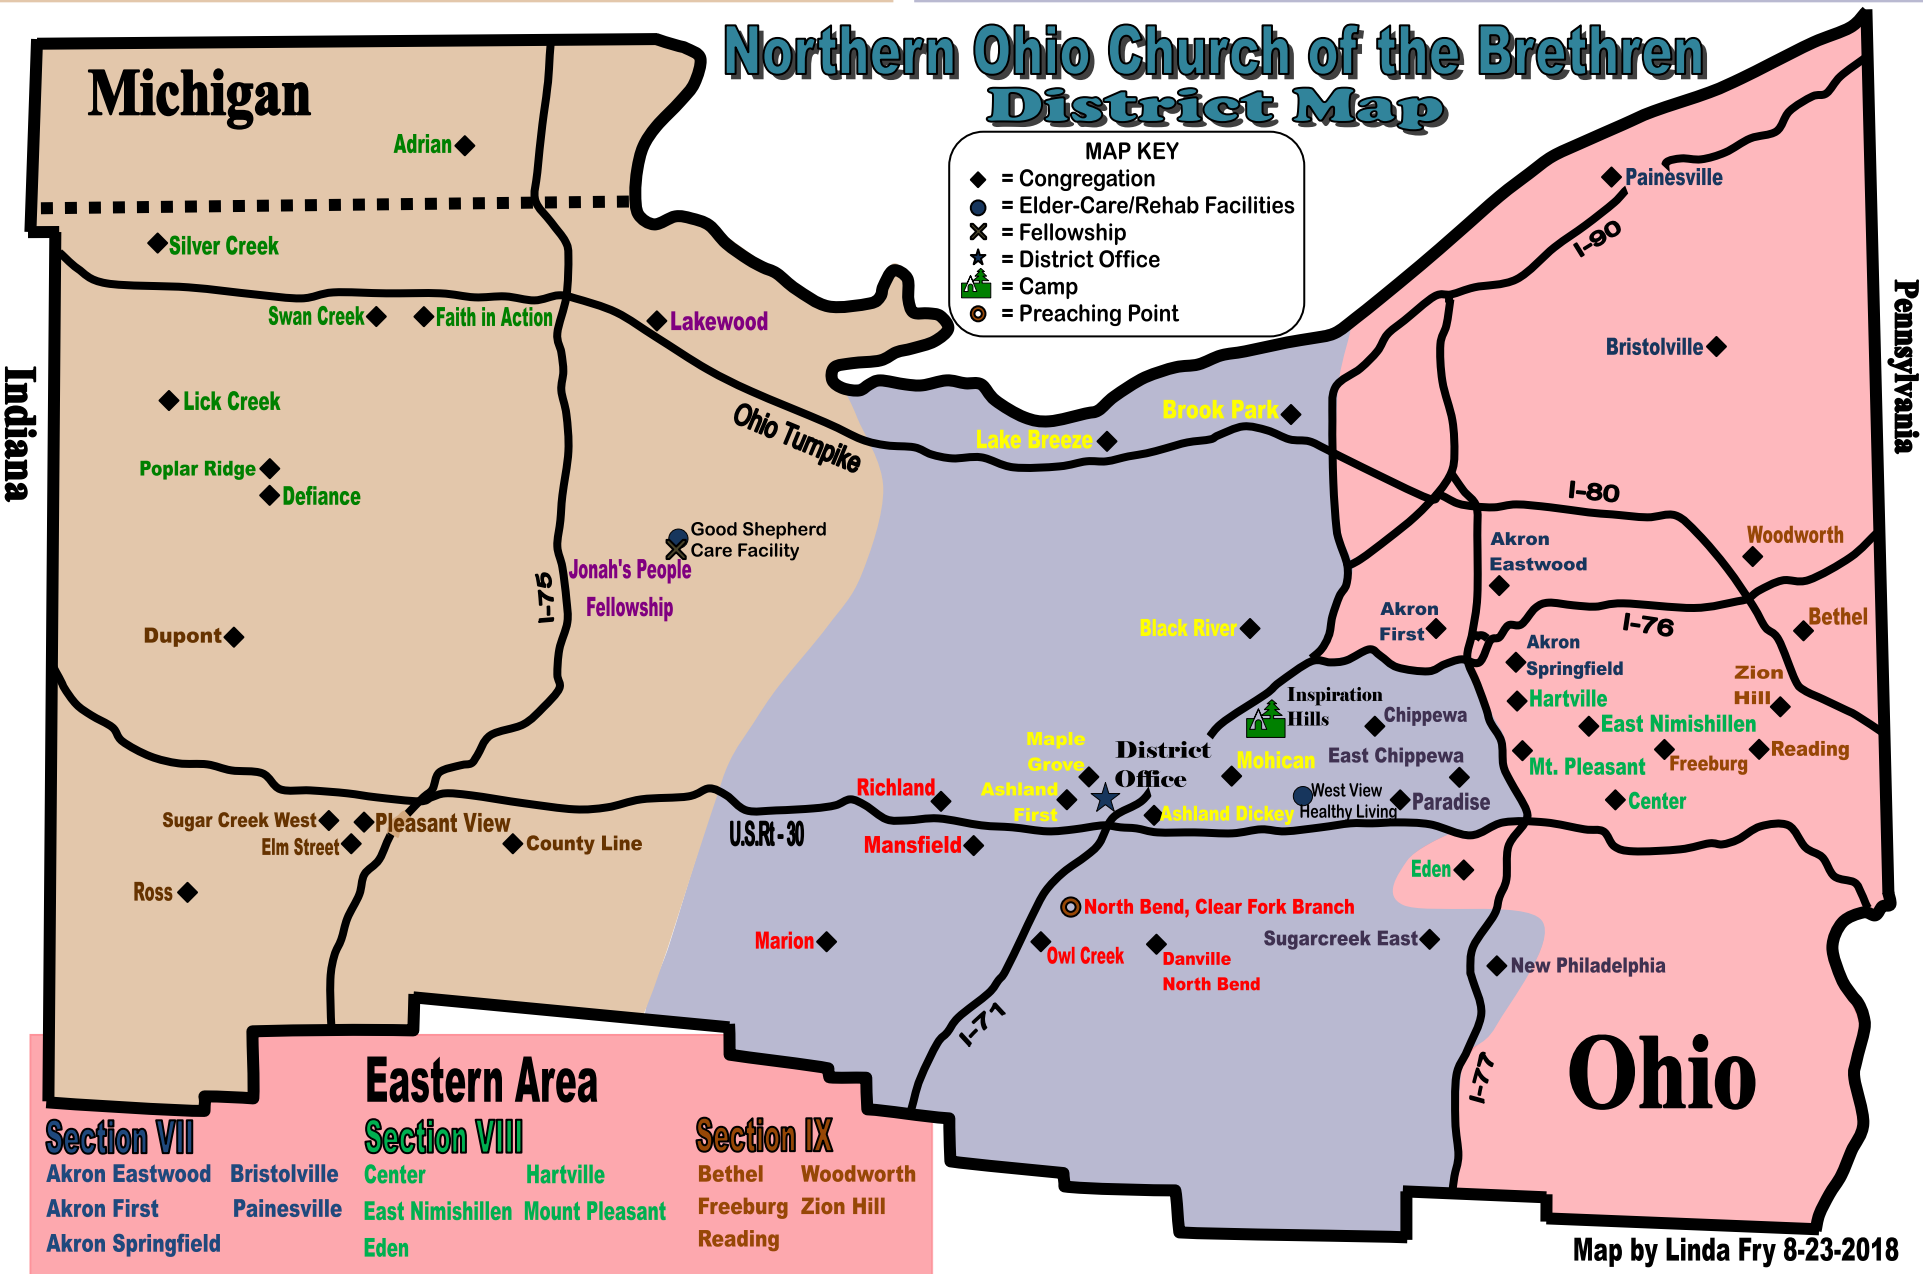 Northern Ohio Church of the Brethren
District Map
MAP KEY
= Congregation
= Elder-Care/Rehab Facilities
= Fellowship
= District Office
= Camp
= Preaching Point
Michigan
Adrian
Silver Creek
Swan Creek
Faith in Action
Lakewood
Lick Creek
Poplar Ridge
Defiance
Indiana
Ohio Turnpike
Good Shepherd
Care Facility
Jonah's People
Fellowship
I-75
Dupont
Sugar Creek West
Pleasant View
Elm Street
County Line
Ross
Painesville
I-90
Bristolville
Pennsylvania
Brook Park
Lake Breeze
I-80
Woodworth
Akron
Eastwood
Akron
First
I-76
Bethel
Akron
Springfield
Zion
Hill
Hartville
East Nimishillen
Mt. Pleasant
Freeburg
Reading
Center
Black River
Inspiration
Hills
Chippewa
East Chippewa
Maple
Grove
District
Office
Mohican
Ashland
First
Ashland Dickey
West View
Healthy Living
Paradise
Richland
Mansfield
U.S.Rt - 30
Eden
North Bend, Clear Fork Branch
Marion
Owl Creek
Danville
North Bend
Sugarcreek East
New Philadelphia
I-71
I-77
Ohio
Eastern Area
Section VII
Akron Eastwood
Bristolville
Akron First
Painesville
Akron Springfield
Section VIII
Center
Hartville
East Nimishillen
Mount Pleasant
Eden
Section IX
Bethel
Woodworth
Freeburg
Zion Hill
Reading
Map by Linda Fry 8-23-2018